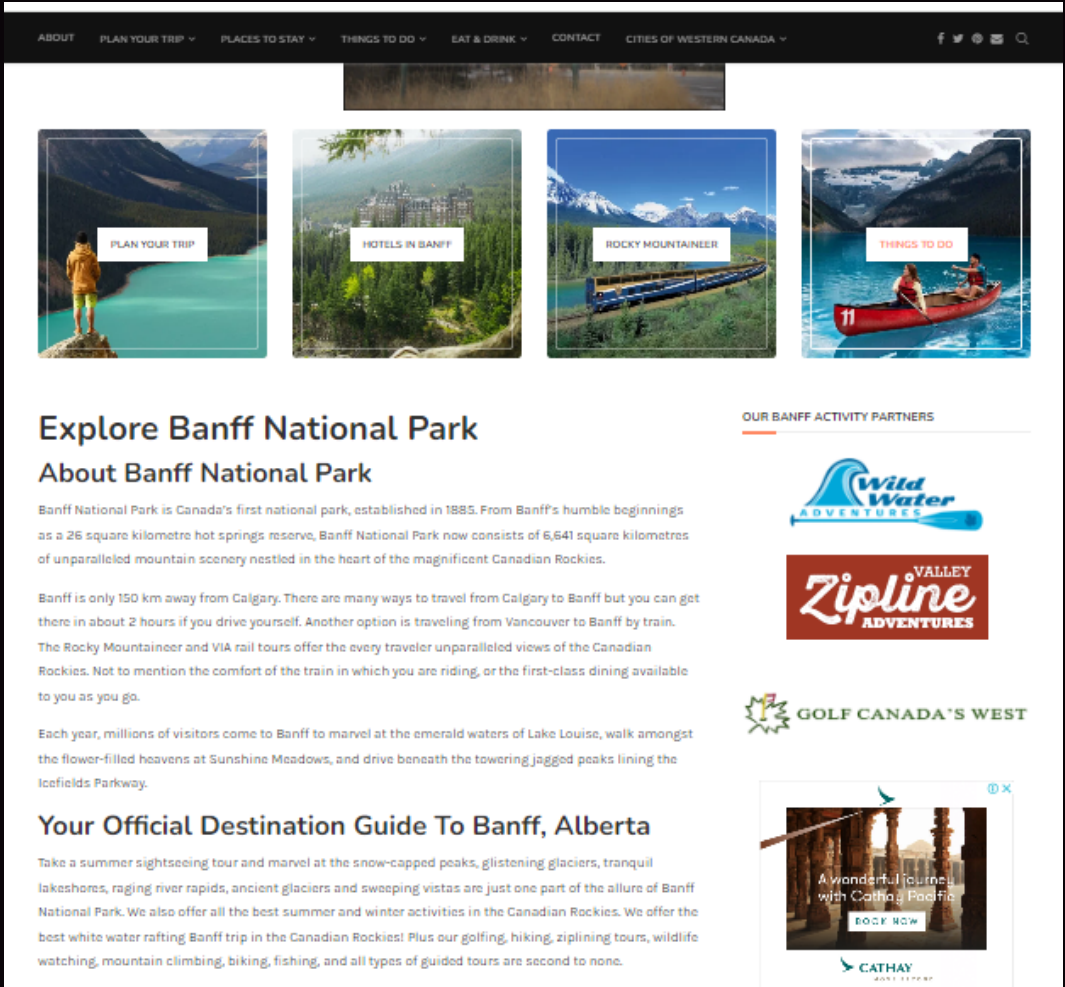 ABOUT PLAN YOUR TRIP PLACES TO STAY THINGS TO DO EAT & DRINK CONTACT CITIES OF WESTERN CANADA
PLAN YOUR TRIP
HOTELS IN BANFF
ROCKY MOUNTAINEER
THINGS TO DO
11
Explore Banff National Park
About Banff National Park
Banff National Park is Canada's first national park, established in 1885. From Banff's humble beginnings
as a 26 square kilometre hot springs reserve, Banff National Park now consists of 6,641 square kilometres
of unparalleled mountain scenery nestled in the heart of the magnificent Canadian Rockies.
Banff is only 150 km away from Calgary. There are many ways to travel from Calgary to Banff but you can get
there in about 2 hours if you drive yourself. Another option is traveling from Vancouver to Banff by train.
The Rocky Mountaineer and VIA rail tours offer the every traveler unparalleled views of the Canadian
Rockies. Not to mention the comfort of the train in which you are riding, or the first-class dining available
to you as you go.
Each year, millions of visitors come to Banff to marvel at the emerald waters of Lake Louise, walk amongst
the flower-filled heavens at Sunshine Meadows, and drive beneath the towering jagged peaks lining the
Icefields Parkway.
Your Official Destination Guide To Banff, Alberta
Take a summer sightseeing tour and marvel at the snow-capped peaks, glistening glaciers, tranquil
lakeshores, raging river rapids, ancient glaciers and sweeping vistas are just one part of the allure of Banff
National Park. We also offer all the best summer and winter activities in the Canadian Rockies. We offer the
best white water rafting Banff trip in the Canadian Rockies! Plus our golfing, hiking, ziplining tours, wildlife
watching, mountain climbing, biking, fishing, and all types of guided tours are second to none.
OUR BANFF ACTIVITY PARTNERS
Wild
Water
ADVENTURES
VALLEY
Zipline
ADVENTURES
GOLF CANADA'S WEST
A wonderful journey
with Cathay Pacific
BOOK NOW
CATHAY